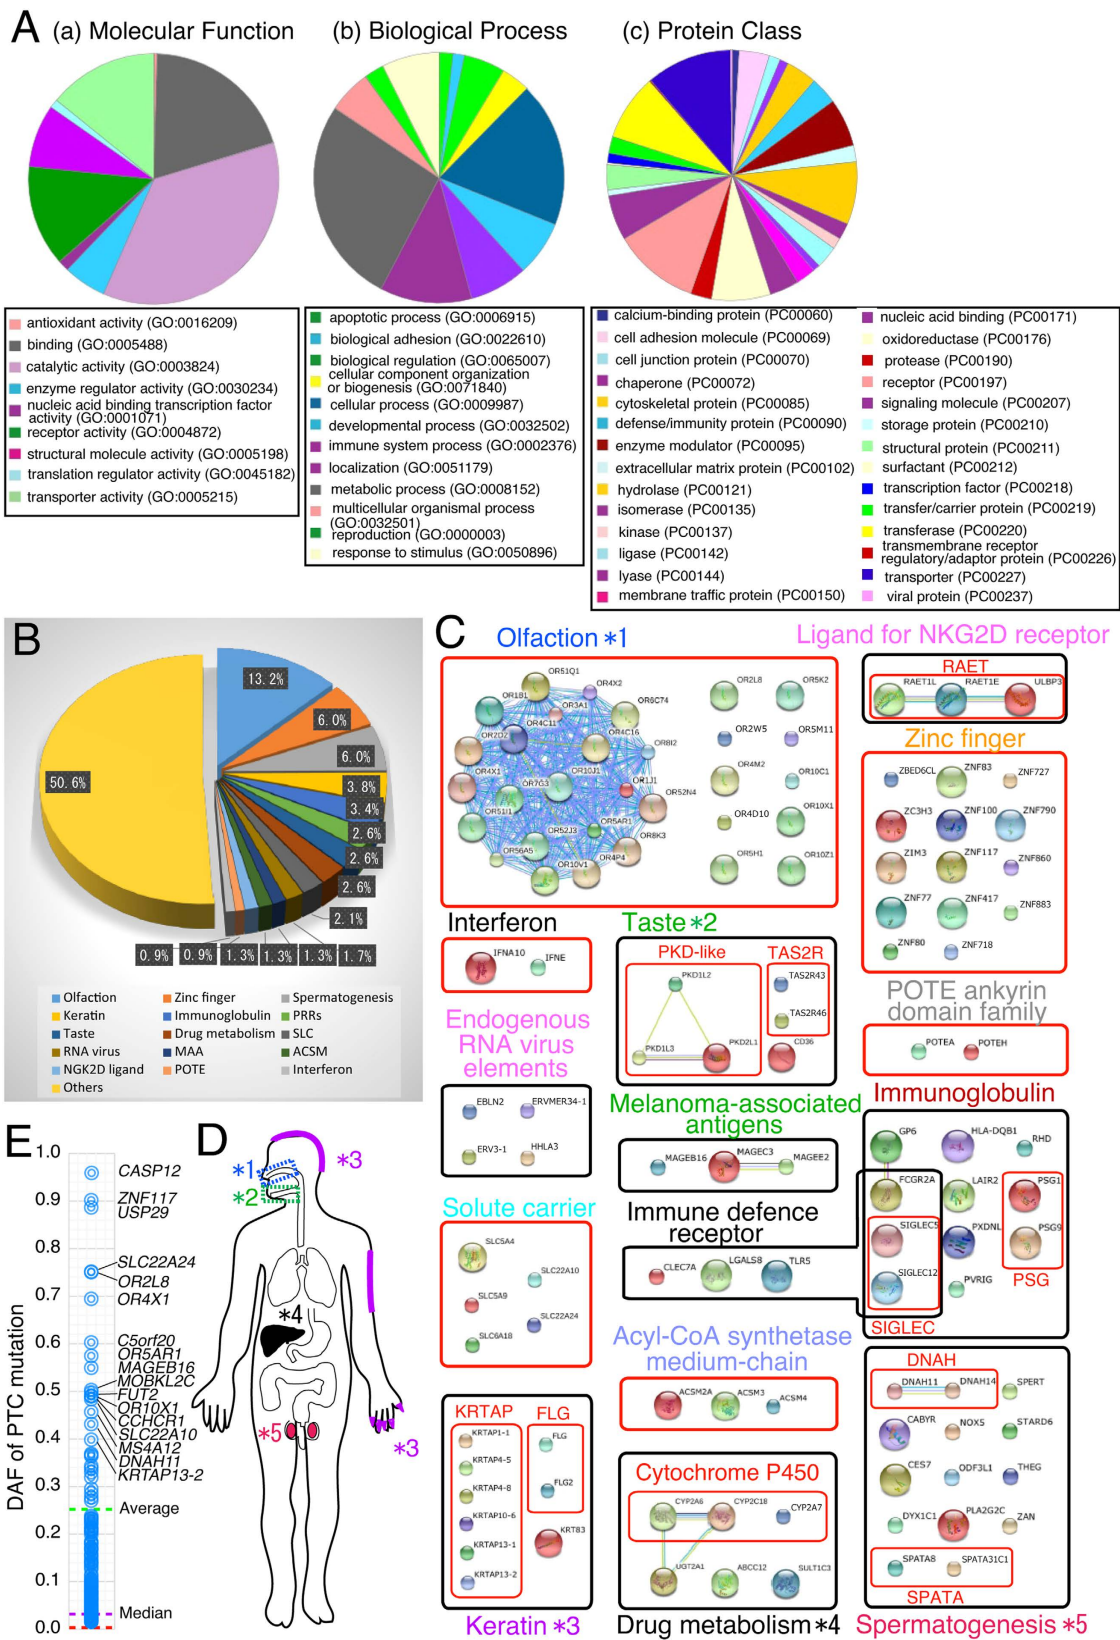 A (a) Molecular Function (b) Biological Process (c) Protein Class
antioxidant activity (GO:0016209)
binding (GO:0005488)
catalytic activity (GO:0003824)
enzyme regulator activity (GO:0030234)
nucleic acid binding transcription factor
activity (GO:0001071)
receptor activity (GO:0004872)
structural molecule activity (GO:0005198)
translation regulator activity (GO:0045182)
transporter activity (GO:0005215)
apoptotic process (GO:0006915)
biological adhesion (GO:0022610)
biological regulation (GO:0065007)
cellular component organization
or biogenesis (GO:0071840)
cellular process (GO:0009987)
developmental process (GO:0032502)
immune system process (GO:0002376)
localization (GO:0051179)
metabolic process (GO:0008152)
multicellular organismal process
(GO:0032501)
reproduction (GO:0000003)
response to stimulus (GO:0050896)
calcium-binding protein (PC00060)
cell adhesion molecule (PC00069)
cell junction protein (PC00070)
chaperone (PC00072)
cytoskeletal protein (PC00085)
defense/immunity protein (PC00090)
enzyme modulator (PC00095)
extracellular matrix protein (PC00102)
hydrolase (PC00121)
isomerase (PC00135)
kinase (PC00137)
ligase (PC00142)
lyase (PC00144)
membrane traffic protein (PC00150)
nucleic acid binding (PC00171)
oxidoreductase (PC00176)
protease (PC00190)
receptor (PC00197)
signaling molecule (PC00207)
storage protein (PC00210)
structural protein (PC00211)
surfactant (PC00212)
transcription factor (PC00218)
transfer/carrier protein (PC00219)
transferase (PC00220)
transmembrane receptor
regulatory/adaptor protein (PC00226)
transporter (PC00227)
viral protein (PC00237)
B
13.2%
6.0%
6.0%
3.8%
3.4%
2.6%
2.6%
2.6%
2.1%
1.7%
1.3%
1.3%
1.3%
0.9%
0.9%
50.6%
Olfaction Zinc finger Spermatogenesis
Keratin Immunoglobulin PRRs
Taste Drug metabolism SLC
RNA virus MAA ACSM
NGK2D ligand POTE Interferon
Others
C
Olfaction *1
OR51Q1
OR4X2
OR1B1
OR3A1
OR6C74
OR4C11
OR2D2
OR4C16
OR8I2
OR4X1
OR7G3
OR10J1
OR1J1
OR52N4
OR51I1
OR52J3
OR5AR1
OR8K3
OR56A5
OR10V1
OR4P4
OR2L8
OR5K2
OR2W5
OR5M11
OR4M2
OR10C1
OR4D10
OR10X1
OR5H1
OR10Z1
Ligand for NKG2D receptor
RAET
RAET1L RAET1E ULBP3
Zinc finger
ZBED6CL ZNF83 ZNF727
ZC3H3 ZNF100 ZNF790
ZIM3 ZNF117 ZNF860
ZNF77 ZNF417 ZNF883
ZNF80 ZNF718
Interferon
IFNA10 IFNE
Taste *2
PKD-like TAS2R
PKD1L2
TAS2R43
TAS2R46
PKD1L3 PKD2L1 CD36
POTE ankyrin
domain family
POTEA POTEH
Endogenous
RNA virus
elements
EBLN2 ERVMER34-1
ERV3-1 HHLA3
Melanoma-associated
antigens
MAGEB16 MAGEC3 MAGEE2
Immunoglobulin
GP6 HLA-DQB1 RHD
FCGR2A LAIR2 PSG1
SIGLEC5 PXDNL PSG9
SIGLEC12 PVRIG
PSG
SIGLEC
Immune defence
receptor
CLEC7A LGALS8 TLR5
Solute carrier
SLC5A4
SLC22A10
SLC5A9
SLC22A24
SLC6A18
Acyl-CoA synthetase
medium-chain
ACSM2A ACSM3 ACSM4
KRTAP FLG
KRTAP1-1
KRTAP4-5
KRTAP4-8
KRTAP10-6
KRTAP13-1
KRTAP13-2
FLG
FLG2
KRT83
Keratin *3
Cytochrome P450
CYP2A6 CYP2C18 CYP2A7
UGT2A1 ABCC12 SULT1C3
Drug metabolism *4
DNAH
DNAH11 DNAH14 SPERT
CABYR NOX5 STARD6
CES7 ODF3L1 THEG
DYX1C1 PLA2G2C ZAN
SPATA8 SPATA31C1
SPATA
Spermatogenesis *5
E
DAF of PTC mutation
1.0
0.9
0.8
0.7
0.6
0.5
0.4
0.3
0.2
0.1
0.0
CASP12
ZNF117
USP29
SLC22A24
OR2L8
OR4X1
C5orf20
OR5AR1
MAGEB16
MOBKL2C
FUT2
OR10X1
CCHCR1
SLC22A10
MS4A12
DNAH11
KRTAP13-2
Average
Median
D
*1
*2
*3
*4
*5
*3